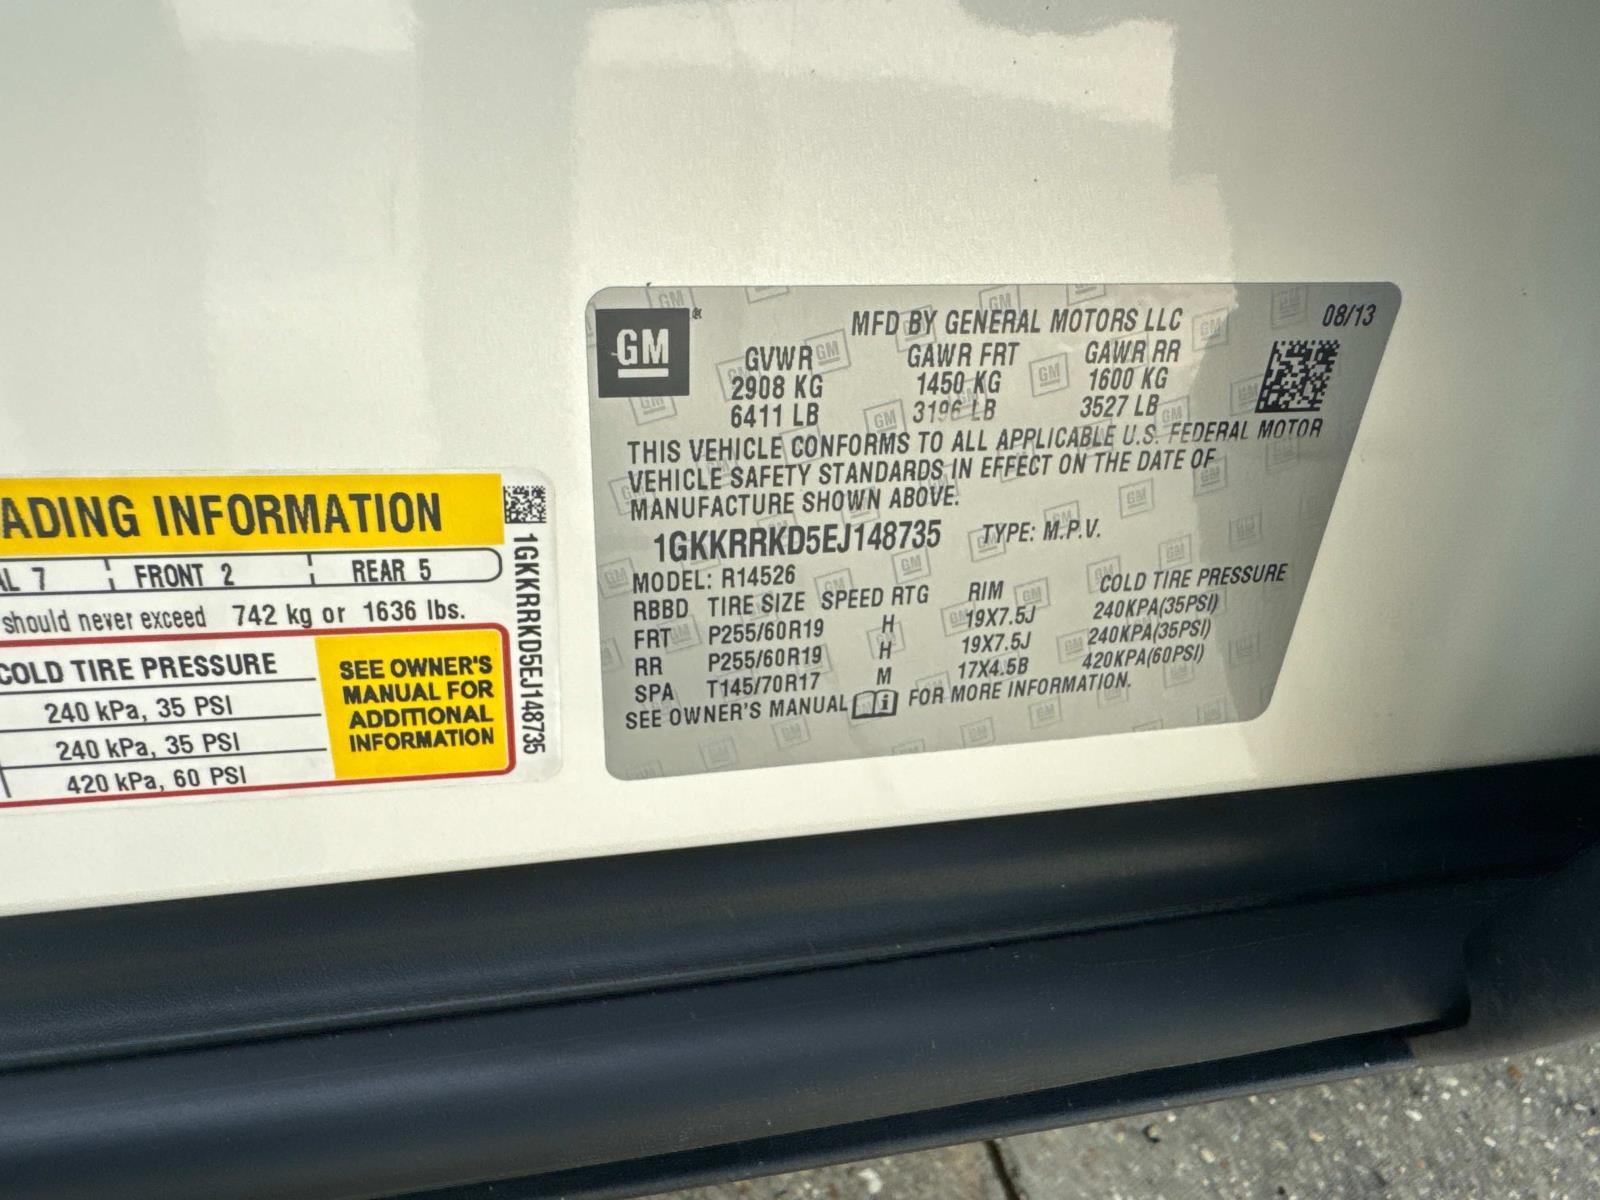 ADING INFORMATION
AL 7 FRONT 2 REAR 5
should never exceed 742 kg or 1636 lbs.
COLD TIRE PRESSURE
240 kPa, 35 PSI
240 kPa, 35 PSI
420 kPa, 60 PSI
SEE OWNER'S
MANUAL FOR
ADDITIONAL
INFORMATION
1GKKRRKD5EJ148735
GM
MFD BY GENERAL MOTORS LLC 08/13
GVWR GAWR FRT GAWR RR
2908 KG 1450 KG 1600 KG
6411 LB 3196 LB 3527 LB
THIS VEHICLE CONFORMS TO ALL APPLICABLE U.S. FEDERAL MOTOR
VEHICLE SAFETY STANDARDS IN EFFECT ON THE DATE OF
MANUFACTURE SHOWN ABOVE.
1GKKRRKD5EJ148735 TYPE: M.P.V.
MODEL: R14526
RBBD TIRE SIZE SPEED RTG RIM COLD TIRE PRESSURE
FRT P255/60R19 H 19X7.5J 240KPA(35PSI)
RR P255/60R19 H 19X7.5J 240KPA(35PSI)
SPA T145/70R17 M 17X4.5B 420KPA(60PSI)
SEE OWNER'S MANUAL FOR MORE INFORMATION.